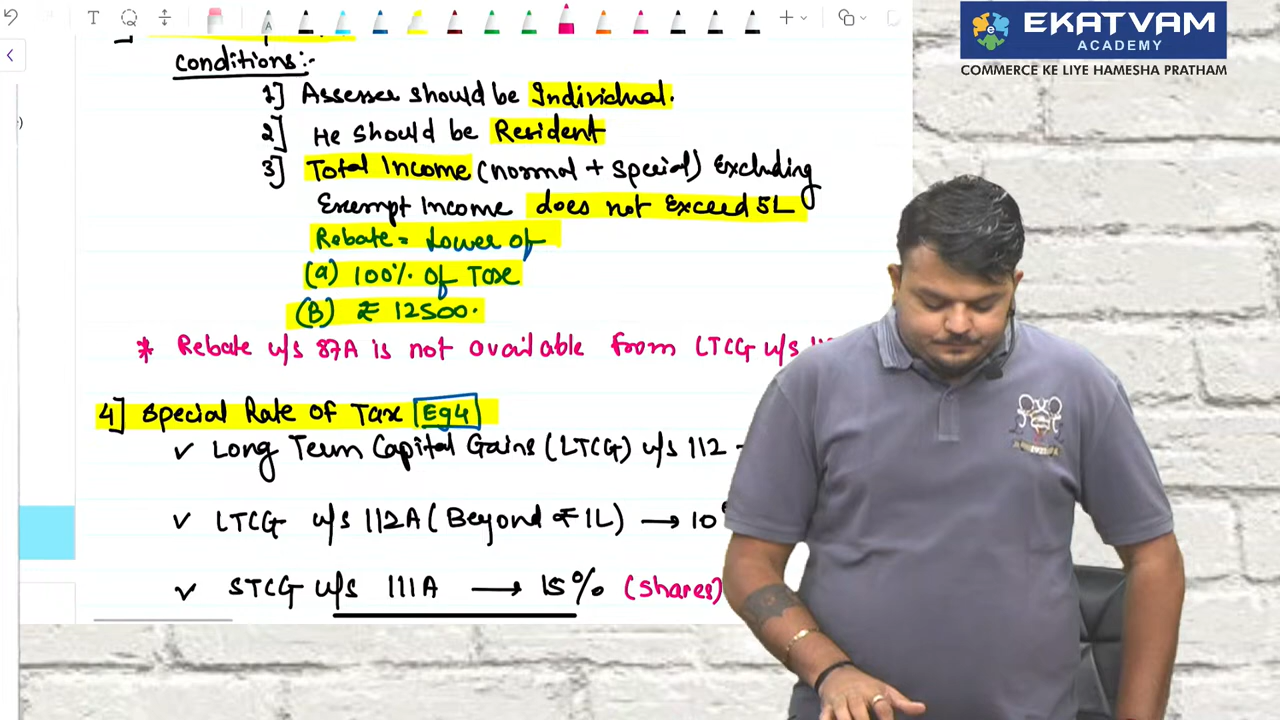 EKATVAM
ACADEMY
COMMERCE KE LIYE HAMESHA PRATHAM
conditions:-
1] Assessee should be Individual.
2] He should be Resident
3] Total Income (normal + special) Excluding
Exempt Income does not Exceed 5L
Rebate = Lower of
(a) 100% of Tax
(B) ₹ 12500.
* Rebate u/s 87A is not available from LTCG u/s
4] Special Rate of Tax Eg4
✓ Long Term Capital Gains (LTCG) u/s 112
✓ LTCG u/s 112A (Beyond ₹ 1L) → 10
✓ STCG u/s 111A → 15% (Shares)